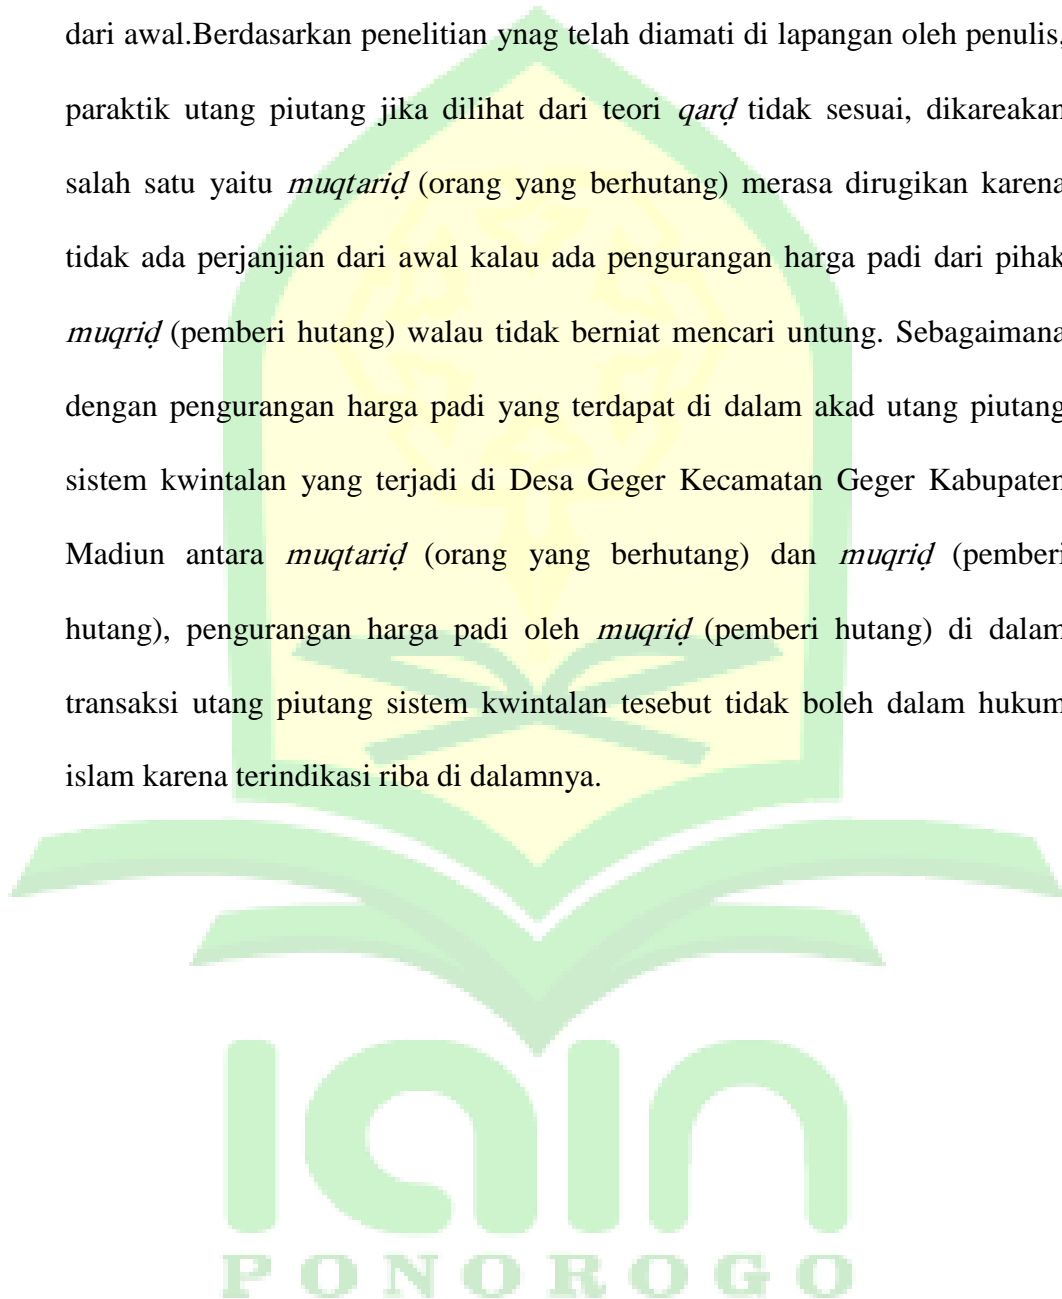 dari awal.Berdasarkan penelitian ynag telah diamati di lapangan oleh penulis,
paraktik utang piutang jika dilihat dari teori qarḍ tidak sesuai, dikareakan
salah satu yaitu muqtariḍ (orang yang berhutang) merasa dirugikan karena
tidak ada perjanjian dari awal kalau ada pengurangan harga padi dari pihak
muqriḍ (pemberi hutang) walau tidak berniat mencari untung. Sebagaimana
dengan pengurangan harga padi yang terdapat di dalam akad utang piutang
sistem kwintalan yang terjadi di Desa Geger Kecamatan Geger Kabupaten
Madiun antara muqtariḍ (orang yang berhutang) dan muqriḍ (pemberi
hutang), pengurangan harga padi oleh muqriḍ (pemberi hutang) di dalam
transaksi utang piutang sistem kwintalan tesebut tidak boleh dalam hukum
islam karena terindikasi riba di dalamnya.
iain
PONOROGO